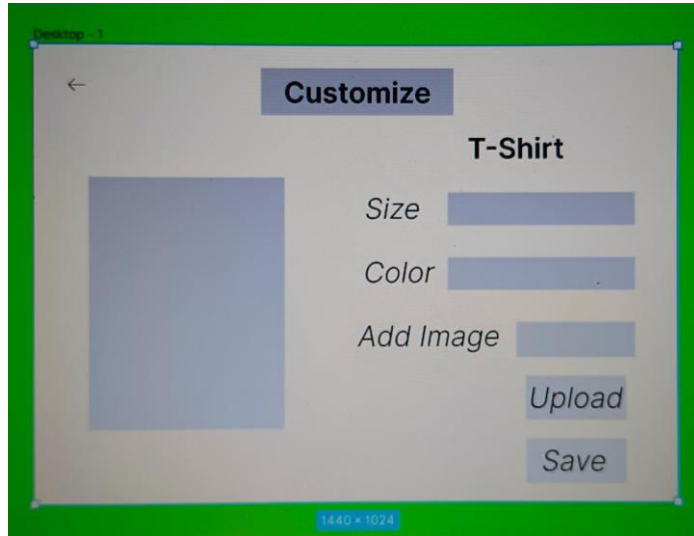 Desktop - 1
←
Customize
T-Shirt
Size
Color
Add Image
Upload
Save
1440 × 1024